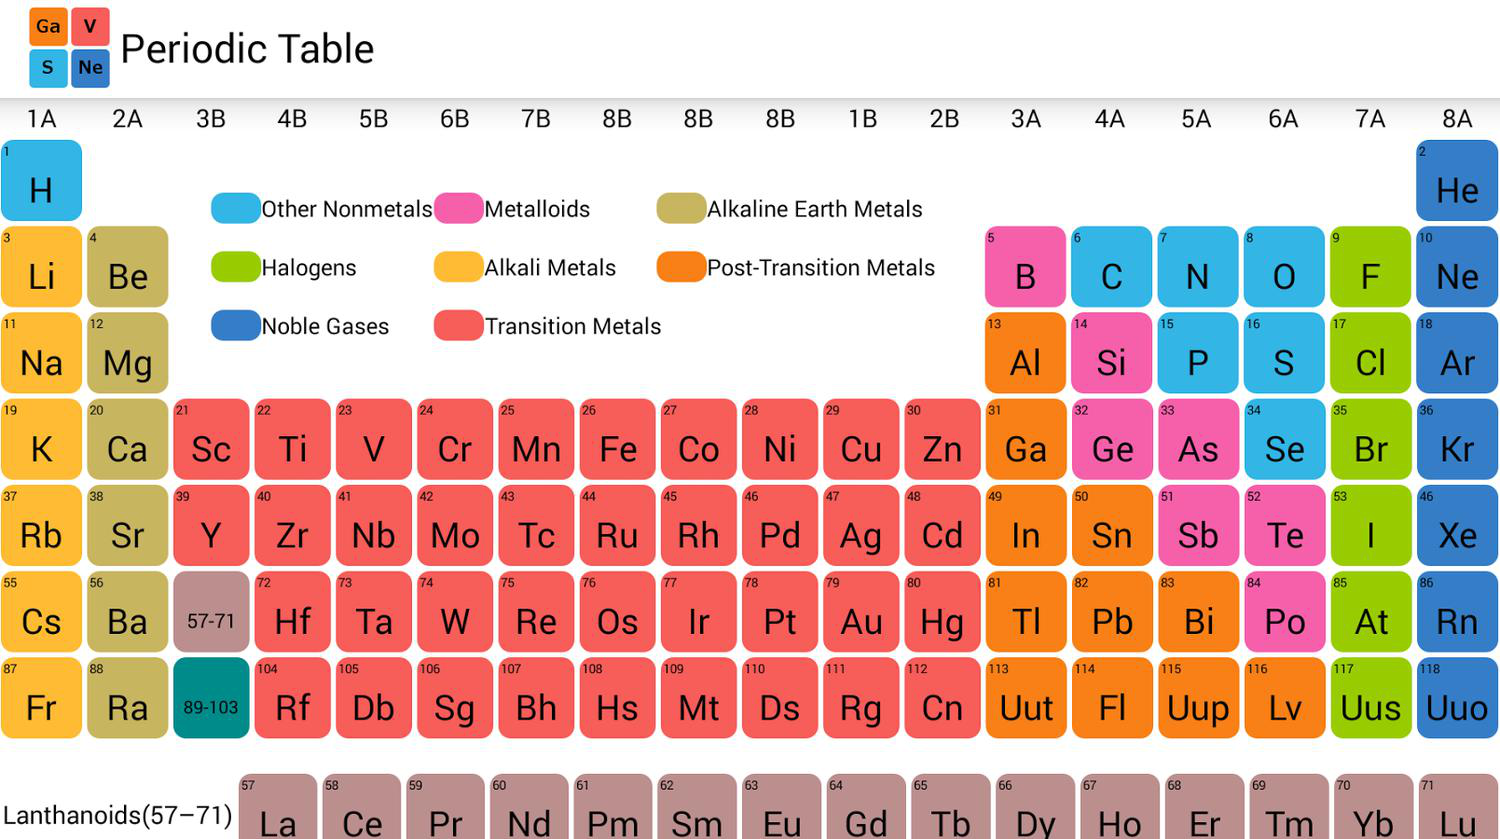 Ga V
S Ne
Periodic Table
1A 2A 3B 4B 5B 6B 7B 8B 8B 8B 1B 2B 3A 4A 5A 6A 7A 8A
1 2
H He
Other Nonmetals Metalloids Alkaline Earth Metals
3 4 5 6 7 8 9 10
Li Be B C N O F Ne
Halogens Alkali Metals Post-Transition Metals
Noble Gases Transition Metals
11 12 13 14 15 16 17 18
Na Mg Al Si P S Cl Ar
19 20 21 22 23 24 25 26 27 28 29 30 31 32 33 34 35 36
K Ca Sc Ti V Cr Mn Fe Co Ni Cu Zn Ga Ge As Se Br Kr
37 38 39 40 41 42 43 44 45 46 47 48 49 50 51 52 53 46
Rb Sr Y Zr Nb Mo Tc Ru Rh Pd Ag Cd In Sn Sb Te I Xe
55 56 72 73 74 75 76 77 78 79 80 81 82 83 84 85 86
Cs Ba 57-71 Hf Ta W Re Os Ir Pt Au Hg Tl Pb Bi Po At Rn
87 88 104 105 106 107 108 109 110 111 112 113 114 115 116 117 118
Fr Ra 89-103 Rf Db Sg Bh Hs Mt Ds Rg Cn Uut Fl Uup Lv Uus Uuo
57 58 59 60 61 62 63 64 65 66 67 68 69 70 71
Lanthanoids(57–71) La Ce Pr Nd Pm Sm Eu Gd Tb Dy Ho Er Tm Yb Lu